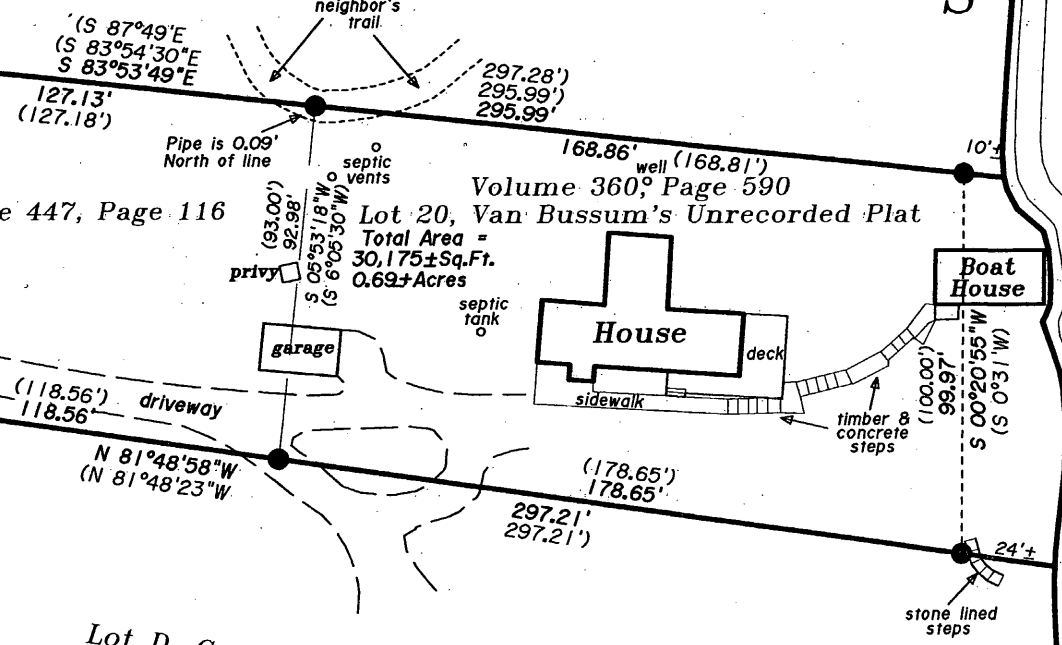 neighbor's
trail
S
(S 87°49'E
(S 83°54'30"E
S 83°53'49"E
127.13'
(127.18')
297.28')
295.99')
295.99'
Pipe is 0.09'
North of line
septic
vents
168.86'
well
(168.81')
10'±
Volume 360, Page 590
e 447, Page 116
Lot 20, Van Bussum's Unrecorded Plat
Total Area =
30,175±Sq.Ft.
0.69±Acres
(93.00')
92.98'
S 05°53'18"W
(S 6°05'30"W)
privy
garage
septic
tank
House
deck
sidewalk
Boat
House
timber &
concrete
steps
(100.00')
99.97'
S 00°20'55"W
(S 0°31'W)
(118.56')
118.56'
driveway
N 81°48'58"W
(N 81°48'23"W
(178.65')
178.65'
297.21'
297.21')
24'±
stone lined
steps
Lot D